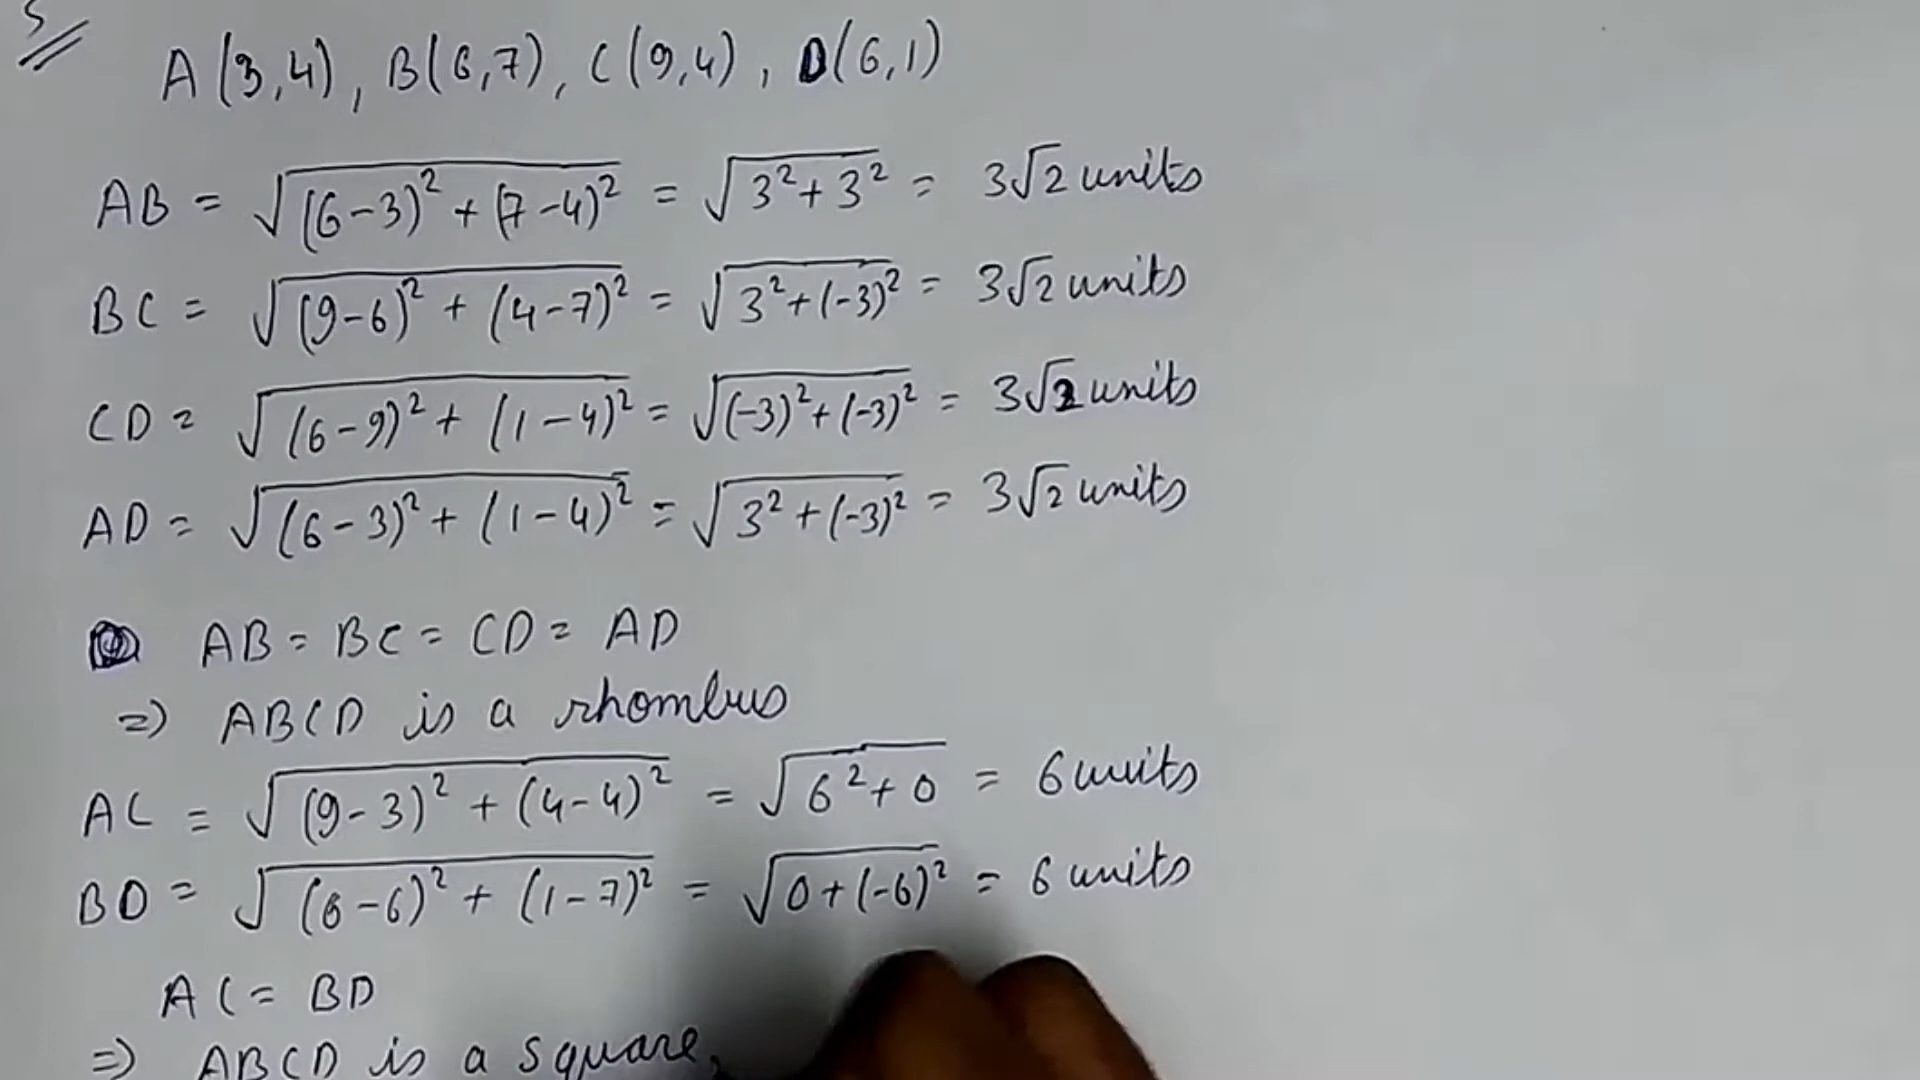 5
A(3,4), B(6,7), C(9,4), D(6,1)
AB = √((6-3)² + (7-4)²) = √(3²+3²) = 3√2 units
BC = √((9-6)² + (4-7)²) = √(3²+(-3)²) = 3√2 units
CD = √((6-9)² + (1-4)²) = √((-3)²+(-3)²) = 3√2 units
AD = √((6-3)² + (1-4)²) = √(3²+(-3)²) = 3√2 units
AB = BC = CD = AD
=> ABCD is a rhombus
AC = √((9-3)² + (4-4)²) = √(6²+0) = 6 units
BD = √((6-6)² + (1-7)²) = √(0+(-6)²) = 6 units
AC = BD
=> ABCD is a square,